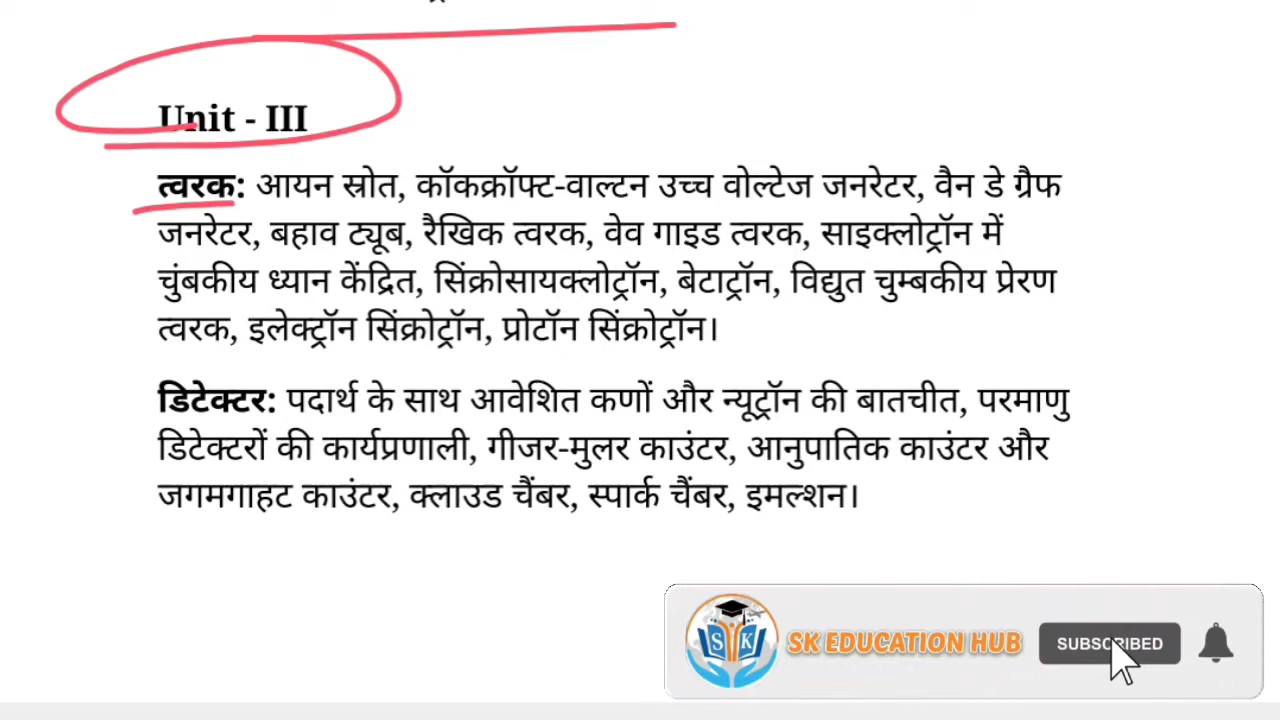 Unit - III
त्वरक: आयन स्रोत, कॉकक्रॉफ्ट-वाल्टन उच्च वोल्टेज जनरेटर, वैन डे ग्रैफ
जनरेटर, बहाव ट्यूब, रैखिक त्वरक, वेव गाइड त्वरक, साइक्लोट्रॉन में
चुंबकीय ध्यान केंद्रित, सिंक्रोसायक्लोट्रॉन, बेटाट्रॉन, विद्युत चुम्बकीय प्रेरण
त्वरक, इलेक्ट्रॉन सिंक्रोट्रॉन, प्रोटॉन सिंक्रोट्रॉन।
डिटेक्टर: पदार्थ के साथ आवेशित कणों और न्यूट्रॉन की बातचीत, परमाणु
डिटेक्टरों की कार्यप्रणाली, गीजर-मुलर काउंटर, आनुपातिक काउंटर और
जगमगाहट काउंटर, क्लाउड चैंबर, स्पार्क चैंबर, इमल्शन।
S K SK EDUCATION HUB SUBSCRIBED